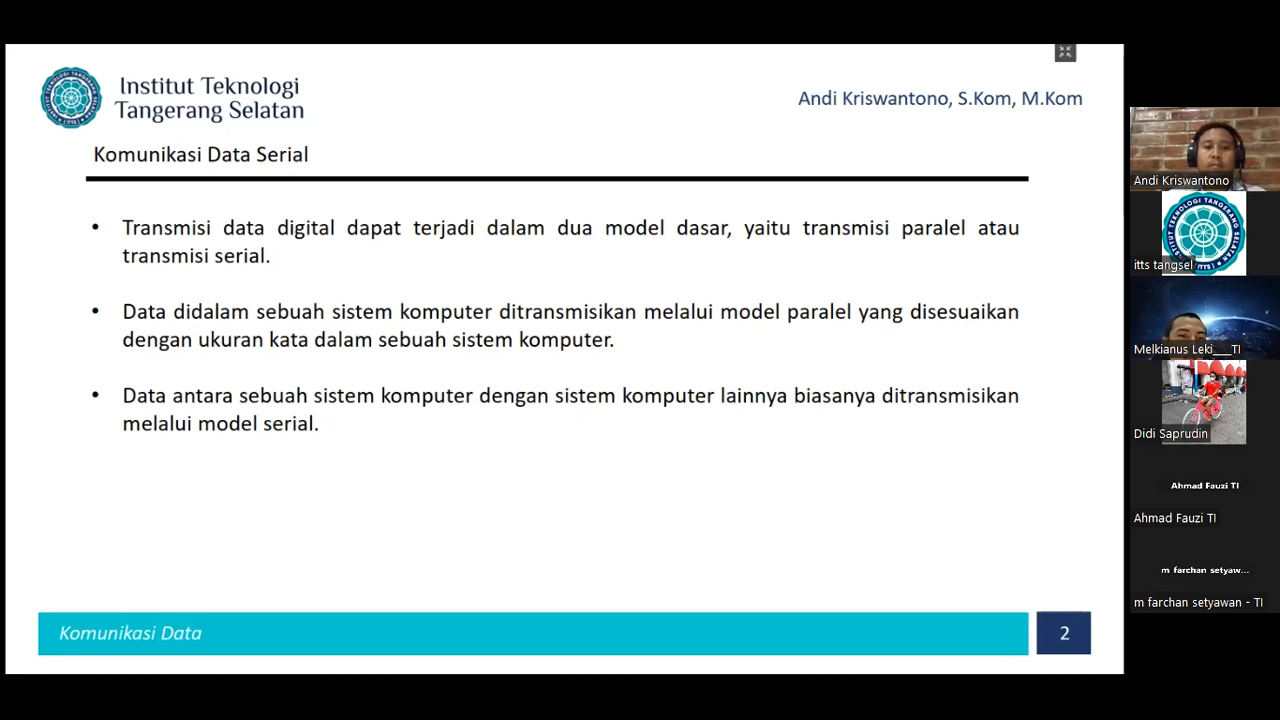 Institut Teknologi
Tangerang Selatan
Andi Kriswantono, S.Kom, M.Kom
Komunikasi Data Serial
• Transmisi data digital dapat terjadi dalam dua model dasar, yaitu transmisi paralel atau
transmisi serial.
• Data didalam sebuah sistem komputer ditransmisikan melalui model paralel yang disesuaikan
dengan ukuran kata dalam sebuah sistem komputer.
• Data antara sebuah sistem komputer dengan sistem komputer lainnya biasanya ditransmisikan
melalui model serial.
Komunikasi Data
2
Andi Kriswantono
itts tangsel
Melkianus Leki___TI
Didi Saprudin
Ahmad Fauzi TI
Ahmad Fauzi TI
m farchan setyaw...
m farchan setyawan - TI